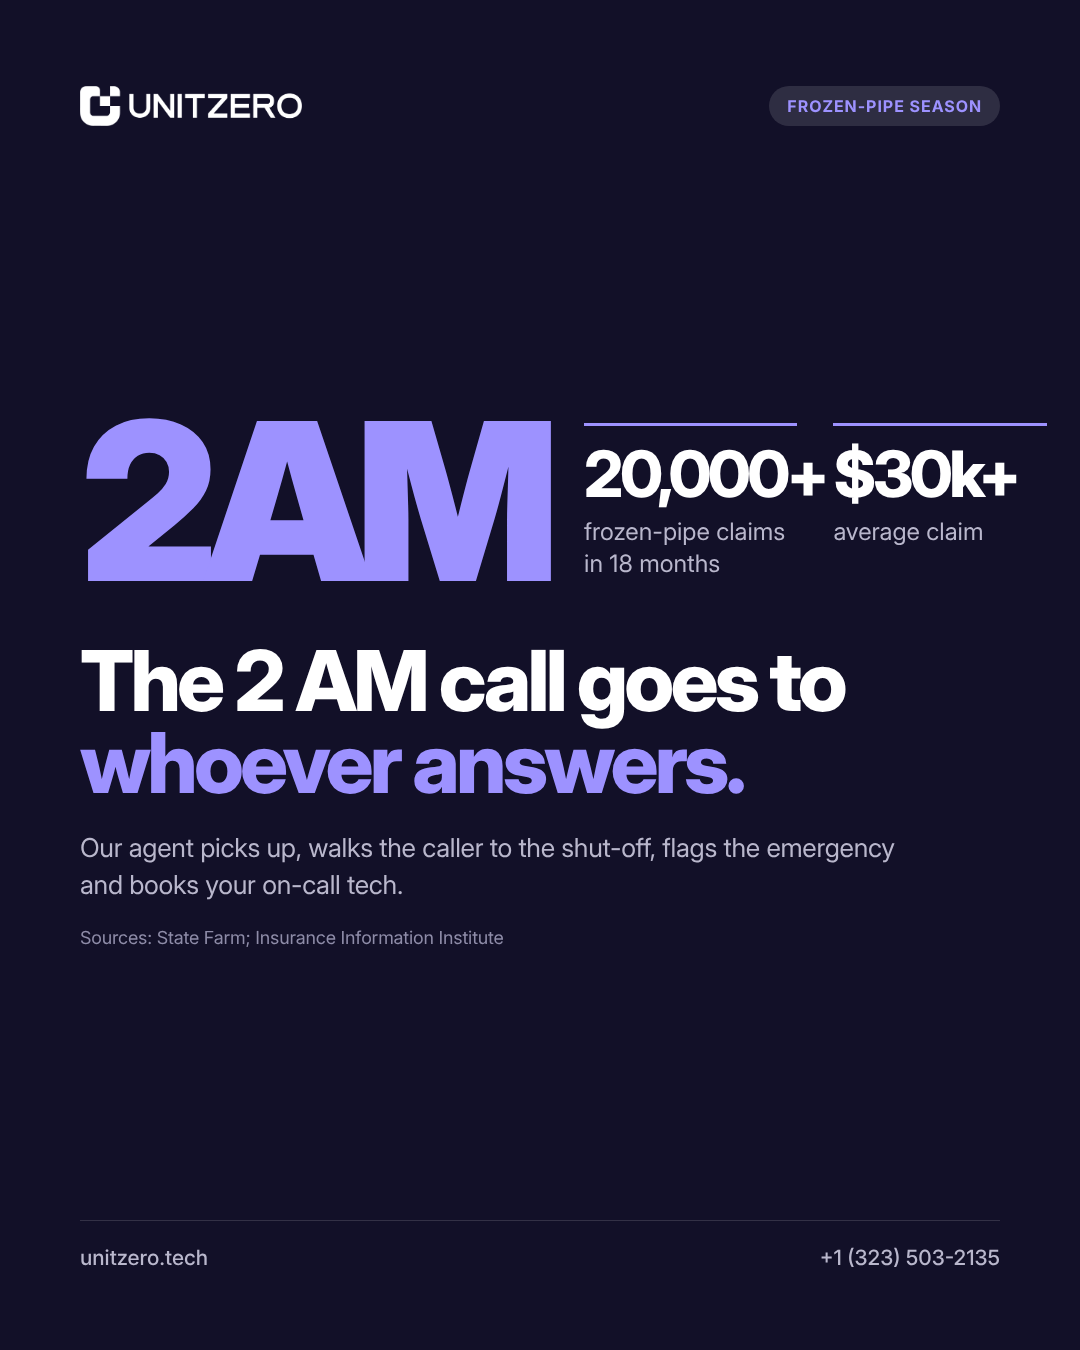 UNITZERO
FROZEN-PIPE SEASON
2AM
20,000+
frozen-pipe claims
in 18 months
$30k+
average claim
The 2 AM call goes to
whoever answers.
Our agent picks up, walks the caller to the shut-off, flags the emergency
and books your on-call tech.
Sources: State Farm; Insurance Information Institute
unitzero.tech
+1 (323) 503-2135